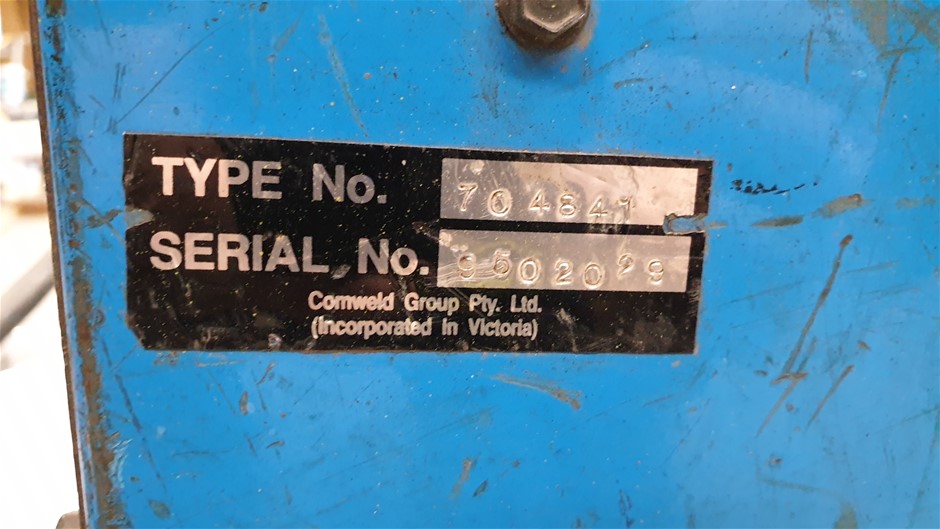 TYPE No. 704841
SERIAL No. 9502029
Comweld Group Pty. Ltd.
(Incorporated in Victoria)